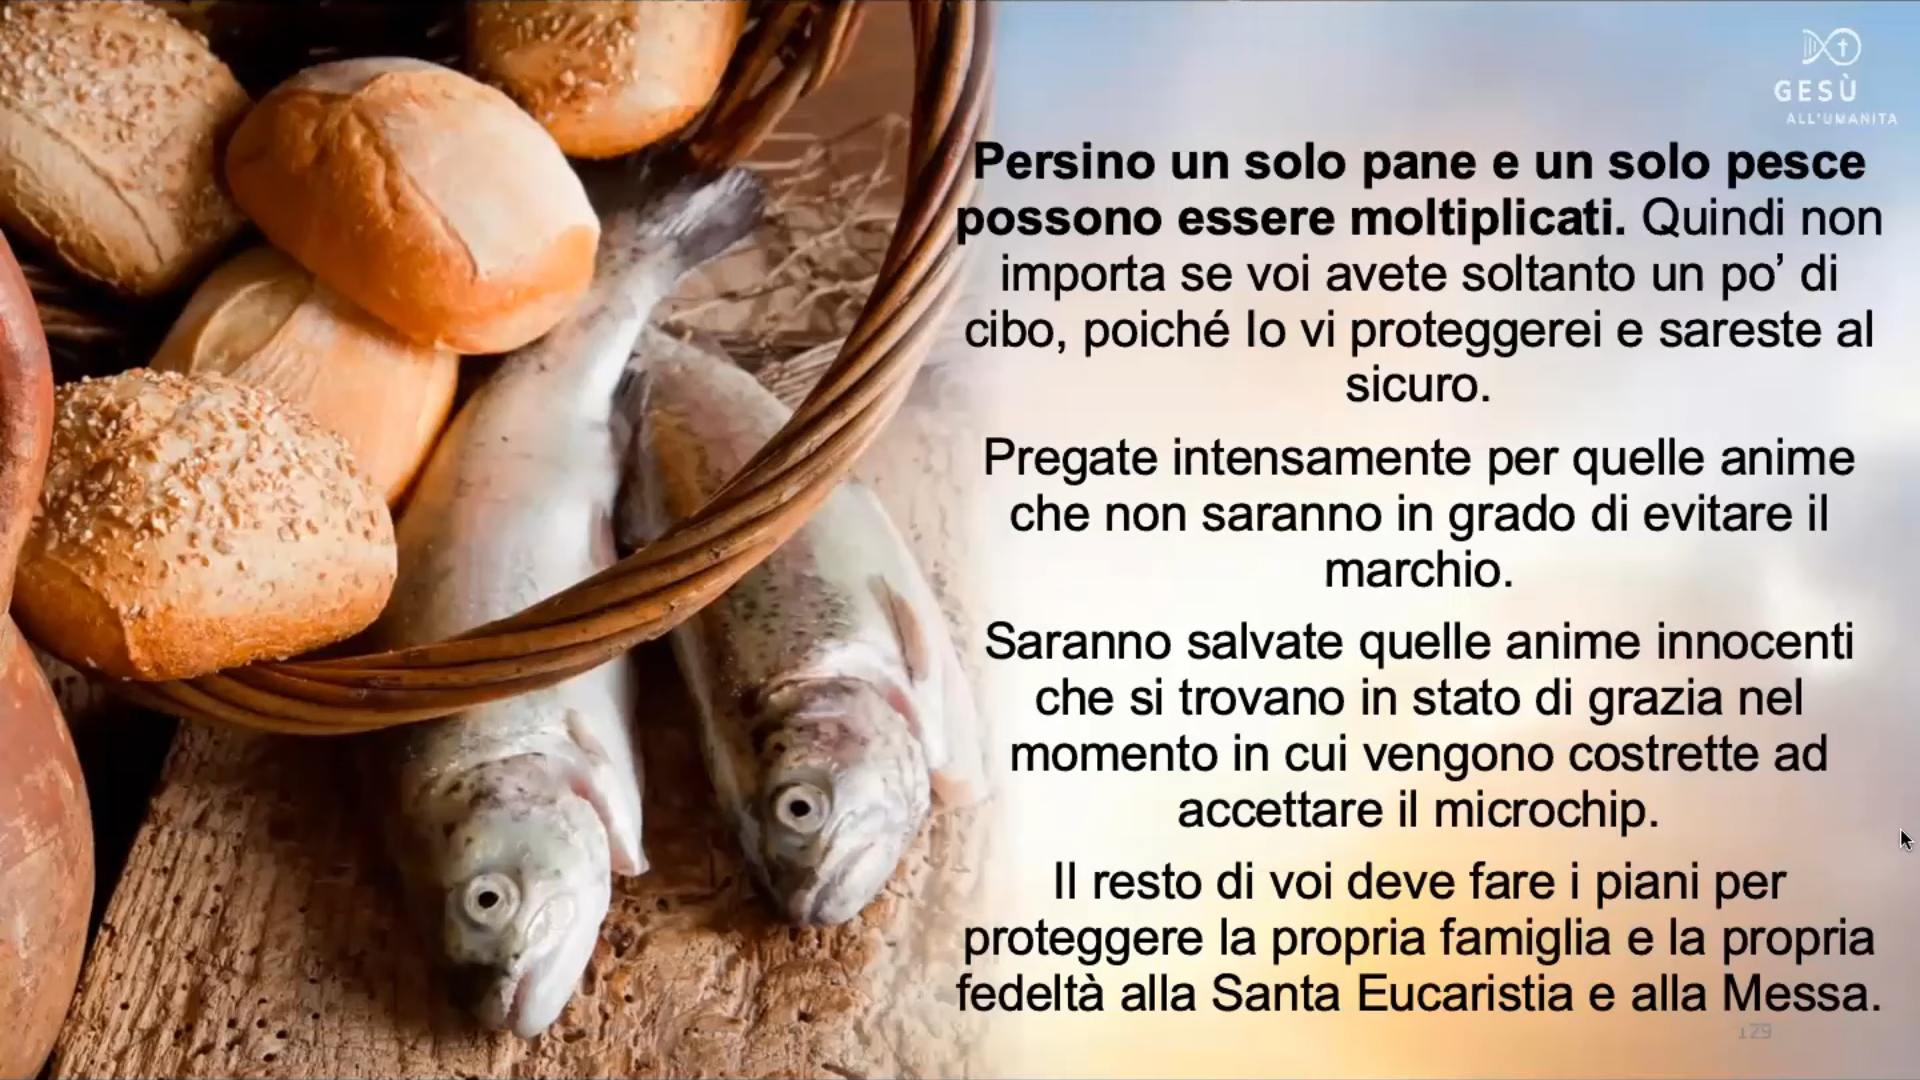 GESÙ
ALL'UMANITA
Persino un solo pane e un solo pesce
possono essere moltiplicati. Quindi non
importa se voi avete soltanto un po’ di
cibo, poiché Io vi proteggerei e sareste al
sicuro.
Pregate intensamente per quelle anime
che non saranno in grado di evitare il
marchio.
Saranno salvate quelle anime innocenti
che si trovano in stato di grazia nel
momento in cui vengono costrette ad
accettare il microchip.
Il resto di voi deve fare i piani per
proteggere la propria famiglia e la propria
fedeltà alla Santa Eucaristia e alla Messa.
129